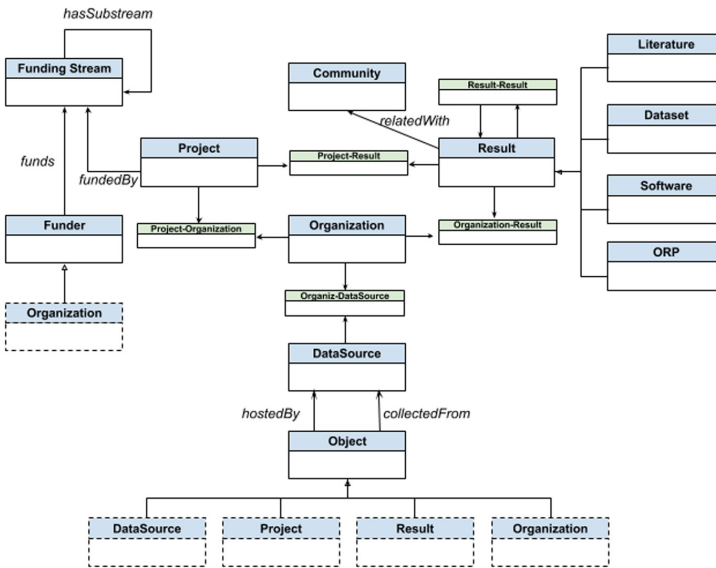 hasSubstream
Funding Stream
Community
Literature
Result-Result
Dataset
relatedWith
Project
Result
Project-Result
funds
fundedBy
Software
Funder
Project-Organization
Organization
Organization-Result
ORP
Organiz-DataSource
Organization
DataSource
hostedBy
collectedFrom
Object
DataSource
Project
Result
Organization